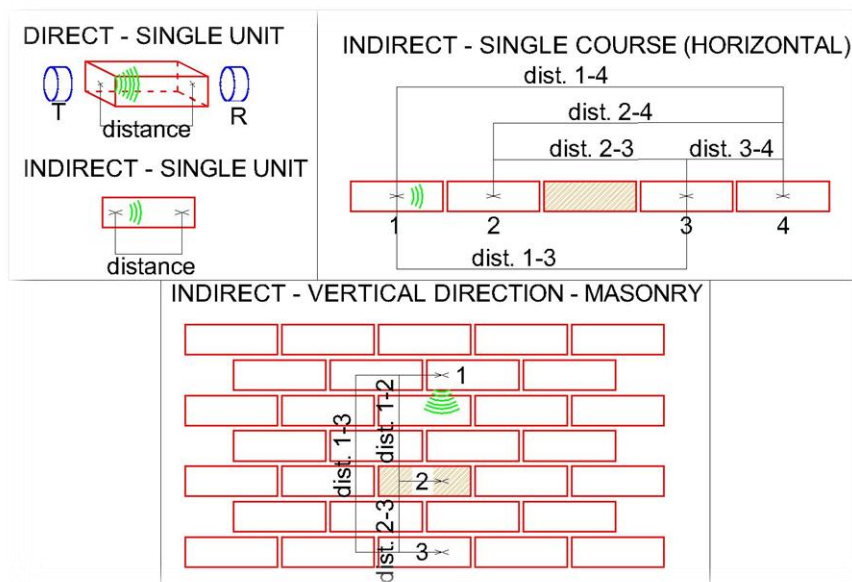 DIRECT - SINGLE UNIT
T
R
distance
INDIRECT - SINGLE UNIT
distance
INDIRECT - SINGLE COURSE (HORIZONTAL)
dist. 1-4
dist. 2-4
dist. 2-3
dist. 3-4
1
2
3
4
dist. 1-3
INDIRECT - VERTICAL DIRECTION - MASONRY
1
dist. 1-2
dist. 1-3
2
dist. 2-3
3